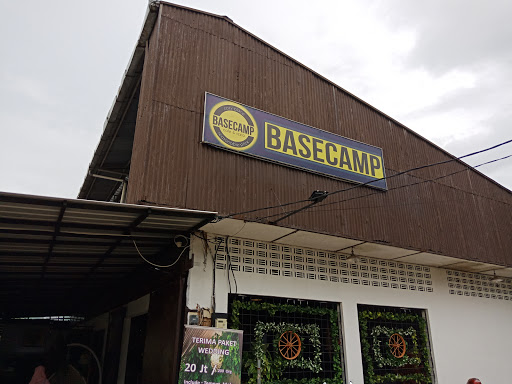 BASECAMP
BASECAMP
TERIMA PAKET
WEDDING
20 Jt /